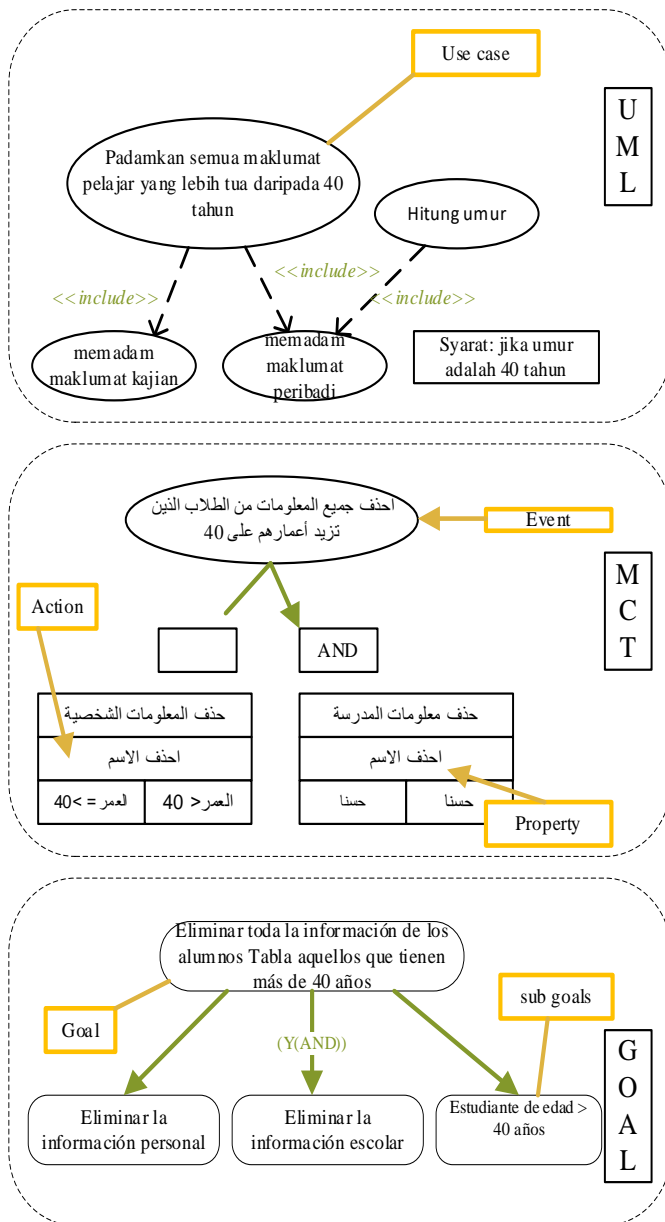 Use case
U
M
L
Padamkan semua maklumat
pelajar yang lebih tua daripada 40
tahun
Hitung umur
<<include>>
<<include>>
<<include>>
memadam
maklumat kajian
memadam
maklumat
peribadi
Syarat: jika umur
adalah 40 tahun
احذف جميع المعلومات من الطلاب الذين
تزيد أعمارهم على 40
Event
M
C
T
Action
AND
حذف المعلومات الشخصية
احذف الاسم
العمر= >40
العمر< 40
حذف معلومات المدرسة
احذف الاسم
حسنا
حسنا
Property
Eliminar toda la información de los
alumnos Tabla aquellos que tienen
más de 40 años
Goal
sub goals
(Y(AND))
G
O
A
L
Eliminar la
información personal
Eliminar la
información escolar
Estudiante de edad >
40 años